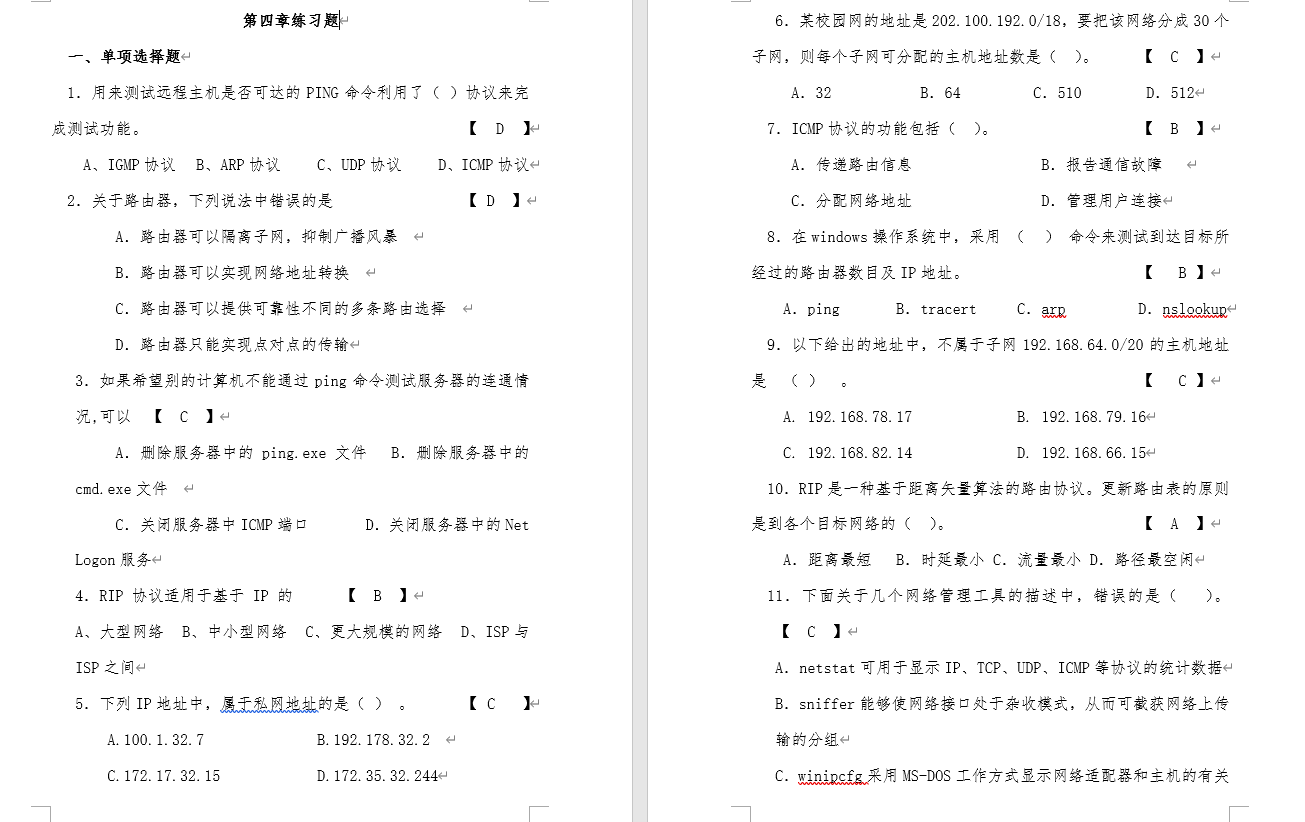 第四章练习题
一、单项选择题
1．用来测试远程主机是否可达的 PING 命令利用了（ ）协议来完
成测试功能。 【 D 】
A、IGMP 协议 B、ARP 协议 C、UDP 协议 D、ICMP 协议
2．关于路由器，下列说法中错误的是 【 D 】
A．路由器可以隔离子网，抑制广播风暴
B．路由器可以实现网络地址转换
C．路由器可以提供可靠性不同的多条路由选择
D．路由器只能实现点对点的传输
3．如果希望别的计算机不能通过 ping 命令测试服务器的连通情
况,可以 【 C 】
A．删除服务器中的 ping.exe 文件 B．删除服务器中的
cmd.exe 文件
C．关闭服务器中 ICMP 端口 D．关闭服务器中的 Net
Logon 服务
4．RIP 协议适用于基于 IP 的 【 B 】
A、大型网络 B、中小型网络 C、更大规模的网络 D、ISP 与
ISP 之间
5．下列 IP 地址中，属于私网地址的是（ ） 。 【 C 】
A.100.1.32.7 B.192.178.32.2
C.172.17.32.15 D.172.35.32.244
6．某校园网的地址是 202.100.192.0/18，要把该网络分成 30 个
子网，则每个子网可分配的主机地址数是（ ）。 【 C 】
A．32 B．64 C．510 D．512
7．ICMP 协议的功能包括（ ）。 【 B 】
A．传递路由信息 B．报告通信故障
C．分配网络地址 D．管理用户连接
8．在 windows 操作系统中，采用 （ ） 命令来测试到达目标所
经过的路由器数目及 IP 地址。 【 B 】
A．ping B．tracert C．arp D．nslookup
9．以下给出的地址中，不属于子网 192.168.64.0/20 的主机地址
是 （ ） 。 【 C 】
A. 192.168.78.17 B. 192.168.79.16
C. 192.168.82.14 D. 192.168.66.15
10．RIP 是一种基于距离矢量算法的路由协议。更新路由表的原则
是到各个目标网络的（ ）。 【 A 】
A．距离最短 B．时延最小 C．流量最小 D．路径最空闲
11．下面关于几个网络管理工具的描述中，错误的是（ ）。
【 C 】
A．netstat 可用于显示 IP、TCP、UDP、ICMP 等协议的统计数据
B．sniffer 能够使网络接口处于杂收模式，从而可截获网络上传
输的分组
C．winipcfg 采用 MS-DOS 工作方式显示网络适配器和主机的有关